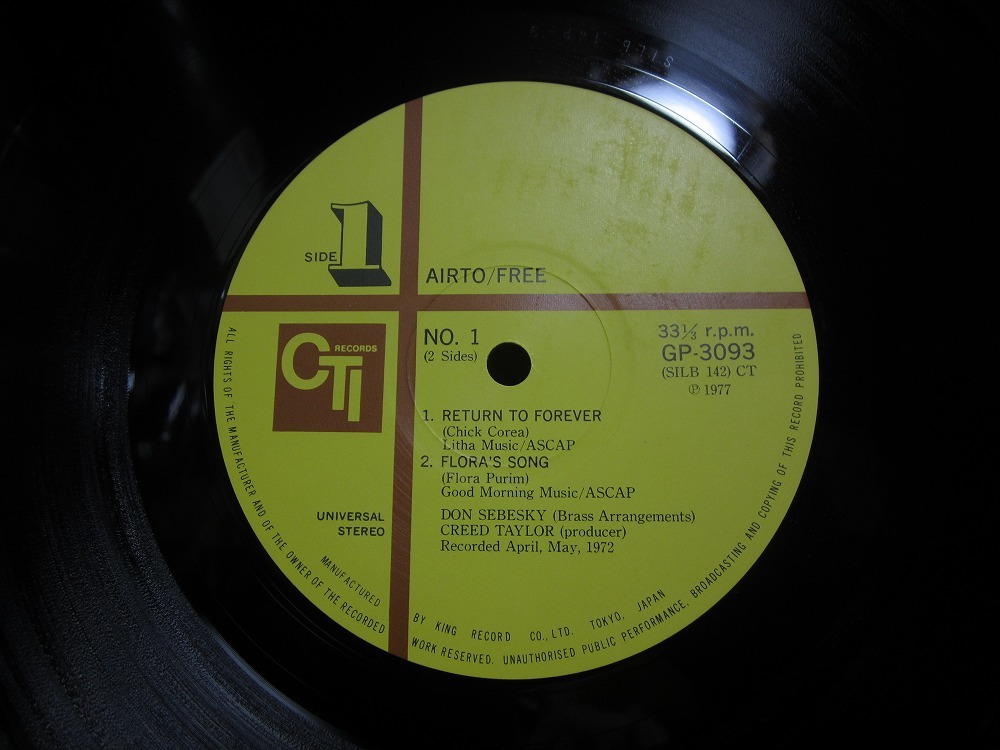 SIDE 1
AIRTO/FREE
CTI RECORDS
NO. 1
(2 Sides)
33⅓ r.p.m.
GP-3093
(SILB 142) CT
℗ 1977
1. RETURN TO FOREVER
(Chick Corea)
Litha Music/ASCAP
2. FLORA'S SONG
(Flora Purim)
Good Morning Music/ASCAP
DON SEBESKY (Brass Arrangements)
CREED TAYLOR (producer)
Recorded April, May, 1972
UNIVERSAL
STEREO
MANUFACTURED BY KING RECORD CO., LTD. TOKYO, JAPAN
ALL RIGHTS OF THE MANUFACTURER AND OF THE OWNER OF THE RECORDED WORK RESERVED. UNAUTHORISED PUBLIC PERFORMANCE, BROADCASTING AND COPYING OF THIS RECORD PROHIBITED